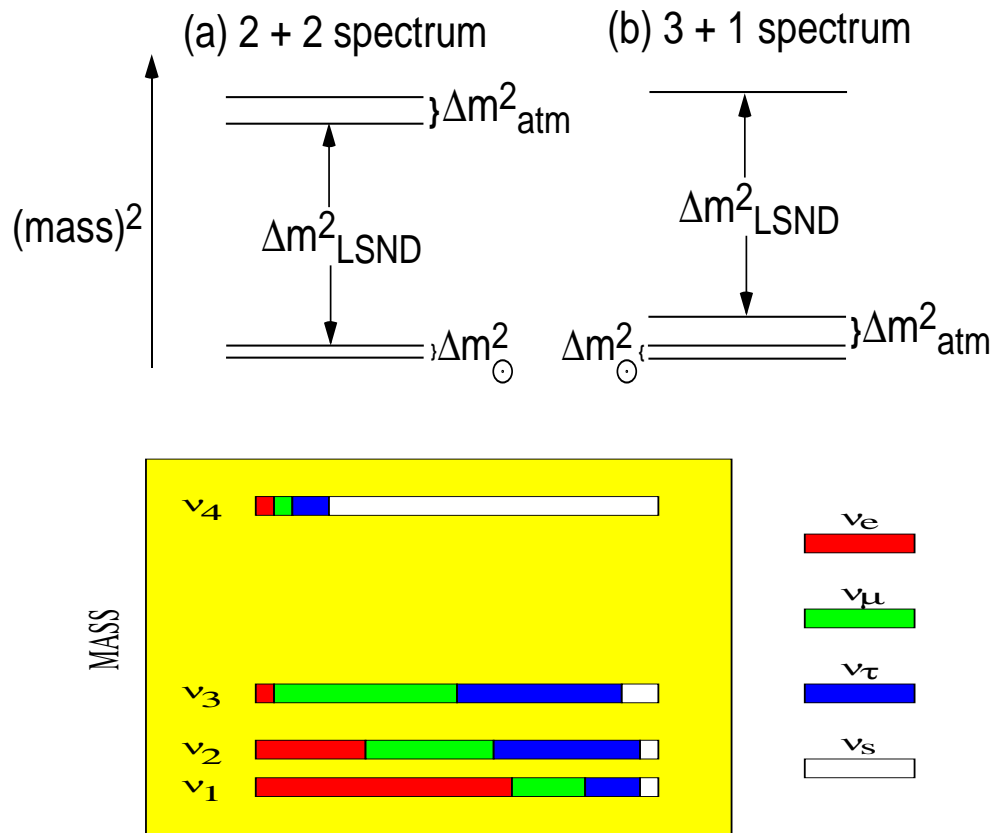 (a) 2 + 2 spectrum
(b) 3 + 1 spectrum
(mass)²
Δm²atm
Δm²LSND
Δm²⊙
Δm²LSND
Δm²atm
Δm²⊙
MASS
ν4
ν3
ν2
ν1
νe
νμ
ντ
νs